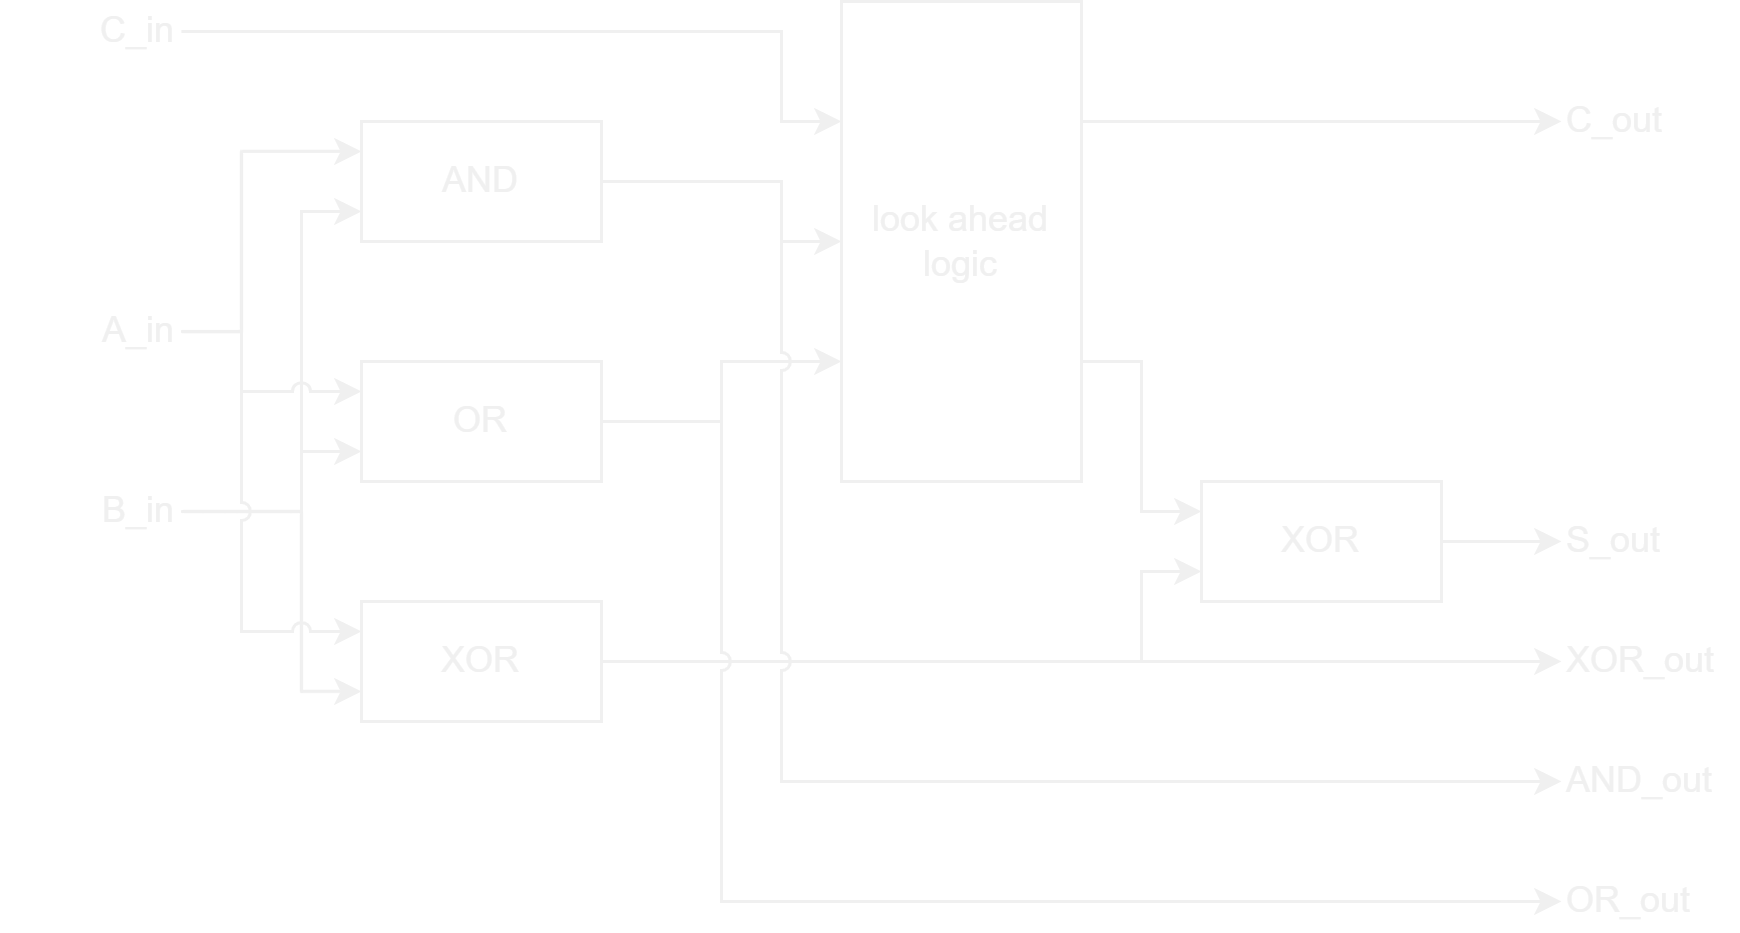 C_in
C_out
AND
look ahead
logic
A_in
OR
B_in
XOR
S_out
XOR
XOR_out
AND_out
OR_out